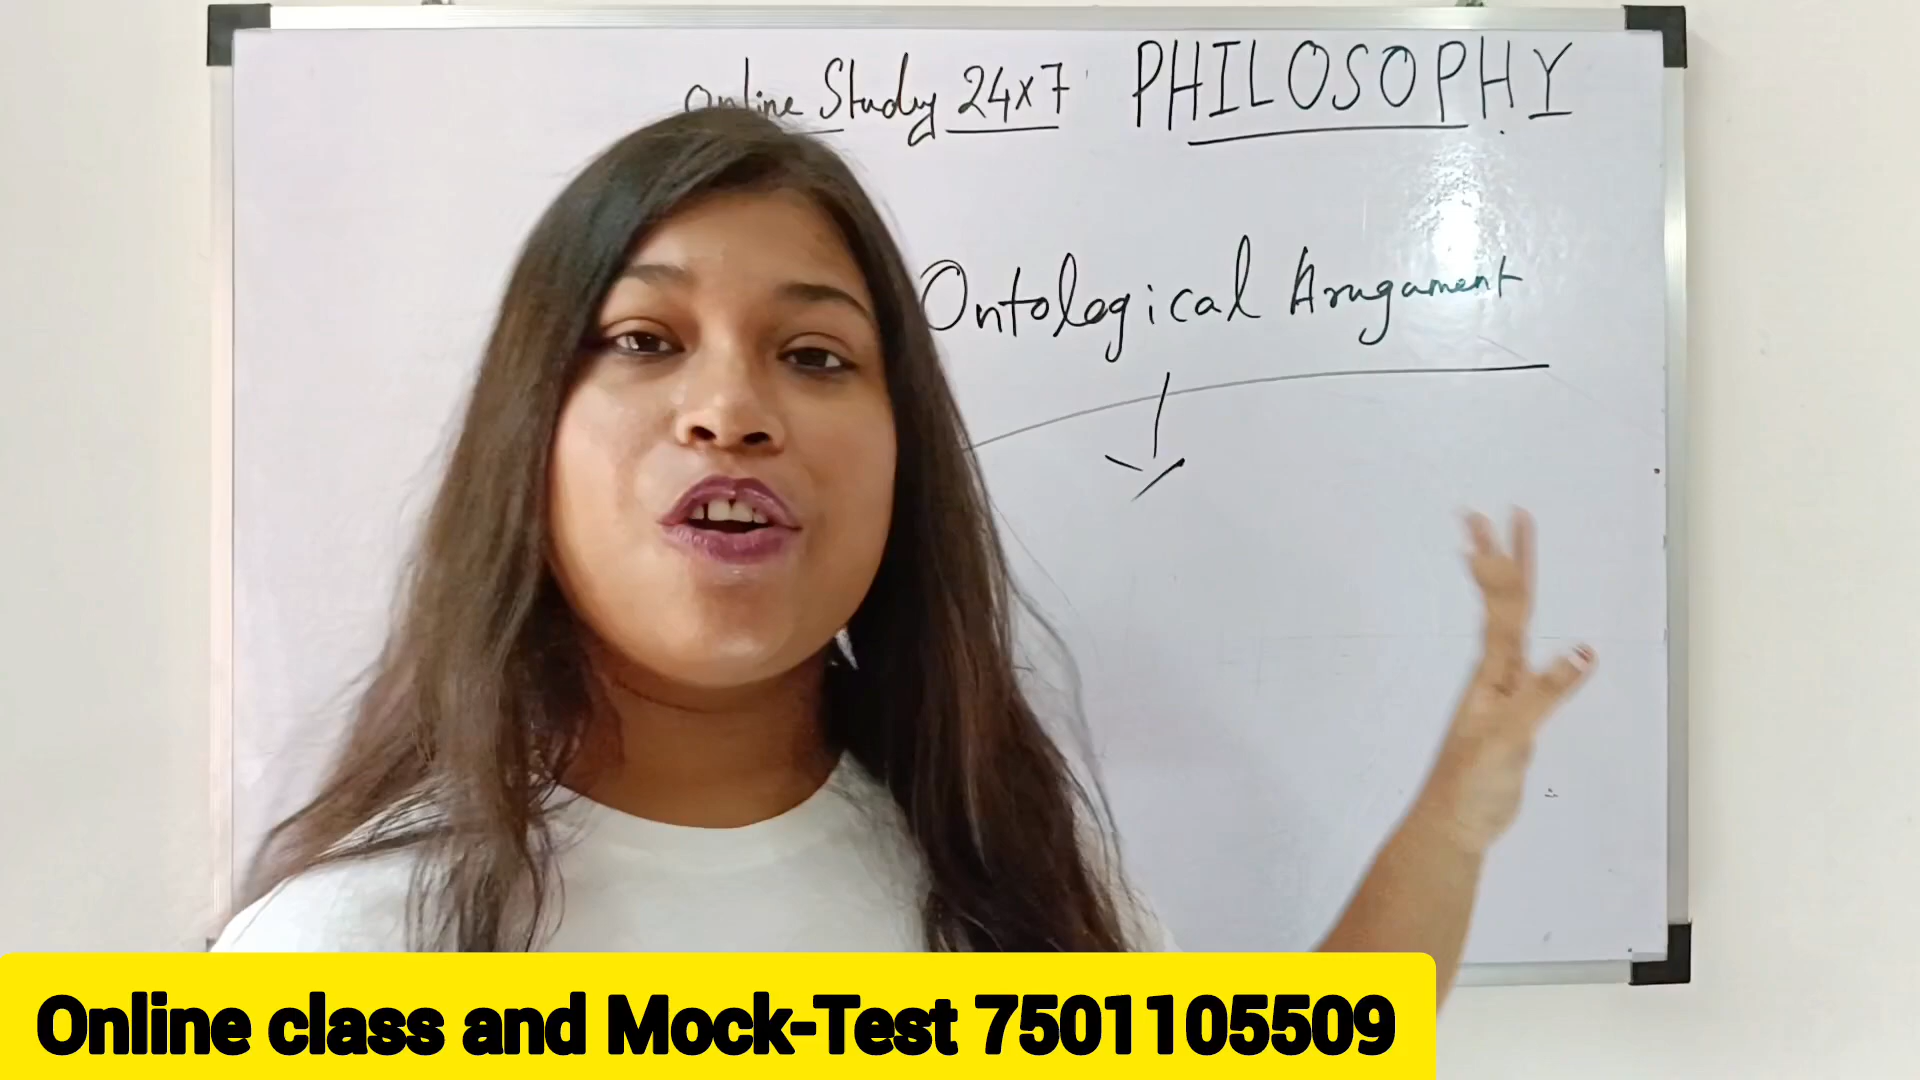 Online Study 24x7 PHILOSOPHY
Ontological Arugament
Online class and Mock-Test 7501105509